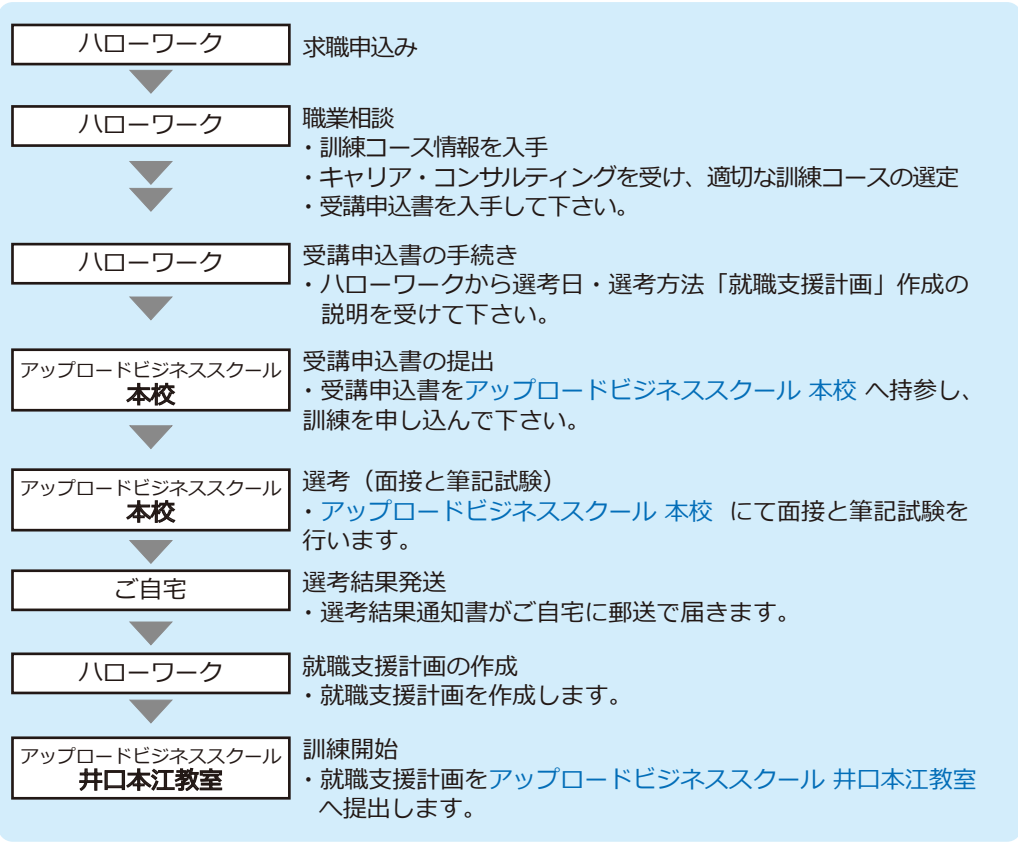 ハローワーク
求職申込み
ハローワーク
職業相談
・訓練コース情報を入手
・キャリア・コンサルティングを受け、適切な訓練コースの選定
・受講申込書を入手して下さい。
ハローワーク
受講申込書の手続き
・ハローワークから選考日・選考方法「就職支援計画」作成の
説明を受けて下さい。
アップロードビジネススクール
本校
受講申込書の提出
・受講申込書をアップロードビジネススクール 本校 へ持参し、
訓練を申し込んで下さい。
アップロードビジネススクール
本校
選考（面接と筆記試験）
・アップロードビジネススクール 本校 にて面接と筆記試験を
行います。
ご自宅
選考結果発送
・選考結果通知書がご自宅に郵送で届きます。
ハローワーク
就職支援計画の作成
・就職支援計画を作成します。
アップロードビジネススクール
井口本江教室
訓練開始
・就職支援計画をアップロードビジネススクール 井口本江教室
へ提出します。